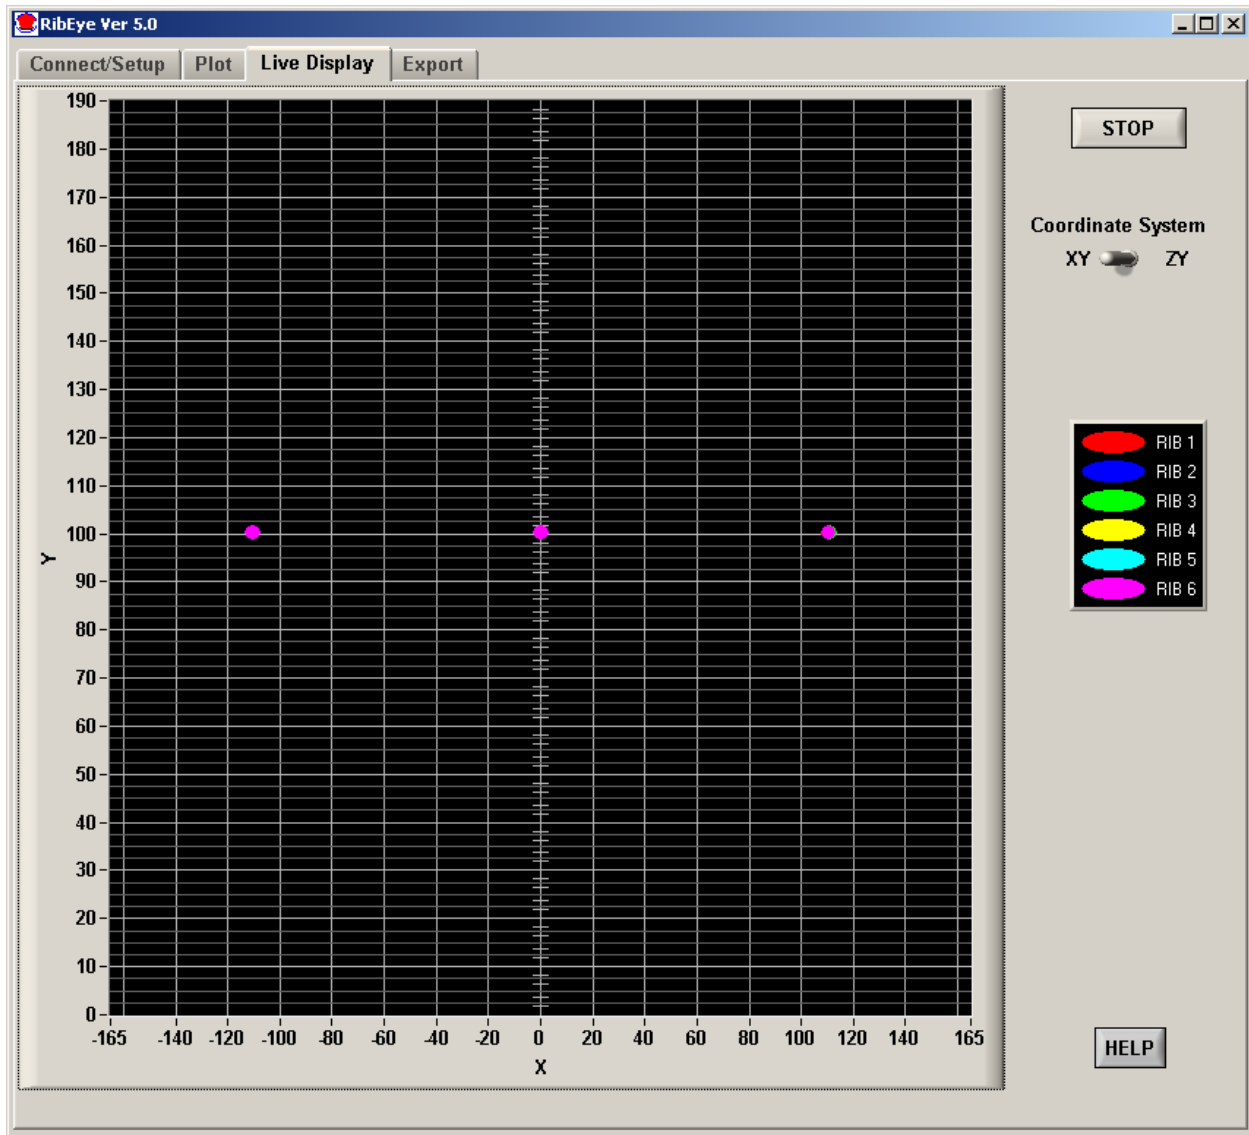 RibEye Ver 5.0
Connect/Setup Plot Live Display Export
190
180
170
160
150
140
130
120
110
100
90
80
70
60
50
40
30
20
10
0
Y
-165 -140 -120 -100 -80 -60 -40 -20 0 20 40 60 80 100 120 140 165
X
STOP
Coordinate System
XY ZY
RIB 1
RIB 2
RIB 3
RIB 4
RIB 5
RIB 6
HELP